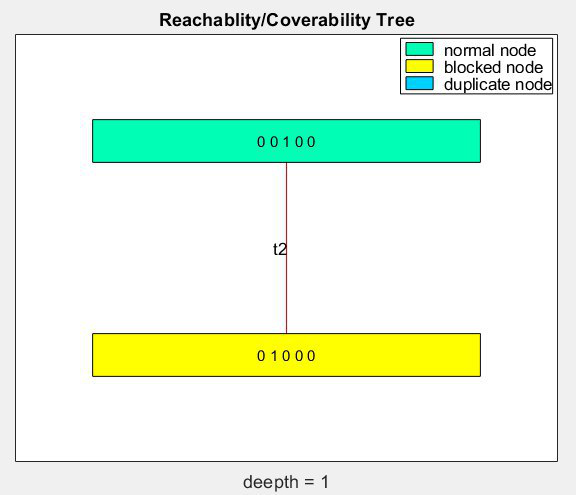 Reachablity/Coverability Tree
normal node
blocked node
duplicate node
0 0 1 0 0
t2
0 1 0 0 0
deepth = 1